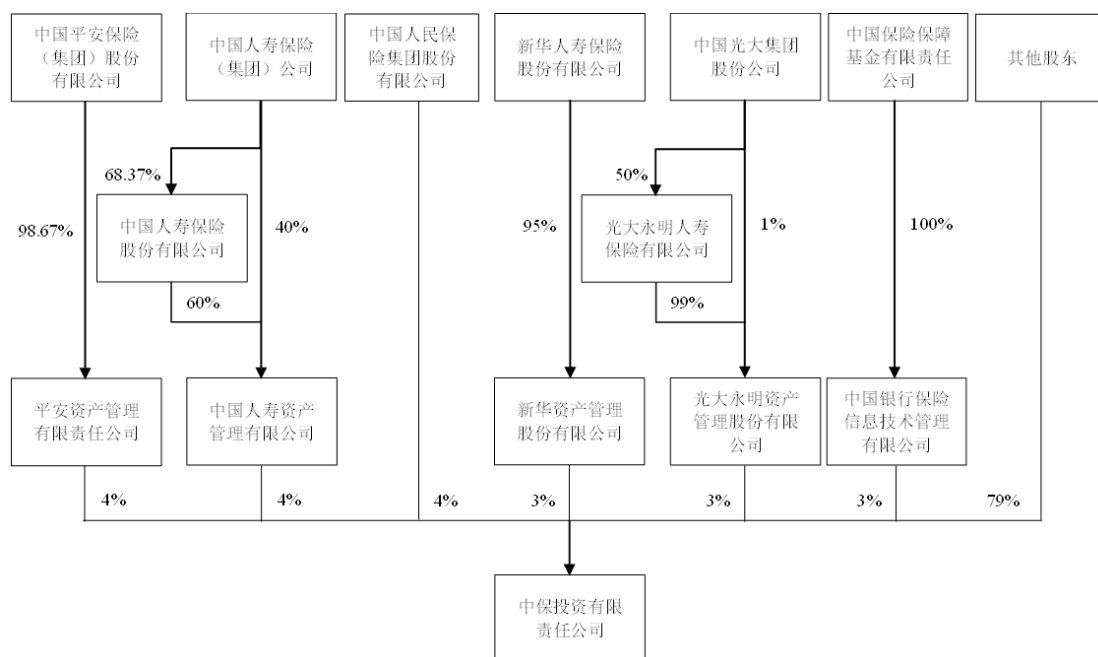 中国平安保险
（集团）股份
有限公司
中国人寿保险
（集团）公司
中国人民保
险集团股份
有限公司
新华人寿保险
股份有限公司
中国光大集团
股份公司
中国保险保障
基金有限责任
公司
其他股东
68.37%
50%
98.67%
中国人寿保险
股份有限公司
40%
95%
光大永明人寿
保险有限公司
1%
100%
60%
99%
平安资产管理
有限责任公司
中国人寿资产
管理有限公司
新华资产管理
股份有限公司
光大永明资产
管理股份有限
公司
中国银行保险
信息技术管理
有限公司
4%
4%
4%
3%
3%
3%
79%
中保投资有限
责任公司